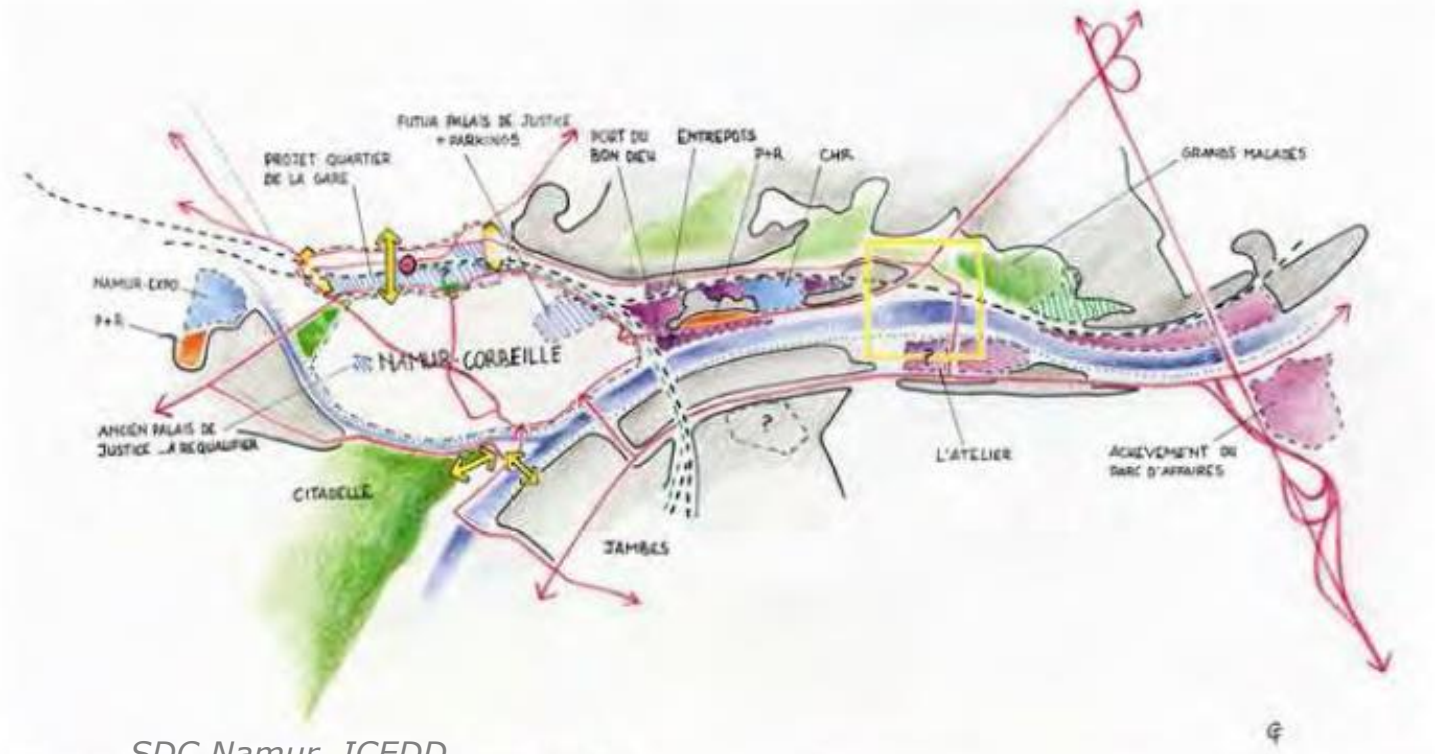 FUTUR PALAIS DE JUSTICE
+ PARKINGS
PORT DU
BON DIEU
ENTREPOTS
P+R
CHR
GRANDS MALADES
PROJET QUARTIER
DE LA GARE
NAMUR-EXPO
P+R
?
NAMUR-CORBEILLE
?
ANCIEN PALAIS DE
JUSTICE ...A REQUALIFIER
?
L'ATELIER
ACHEVEMENT DU
PARC D'AFFAIRES
CITADELLE
JAMBES
SDC Namur, ICEDD